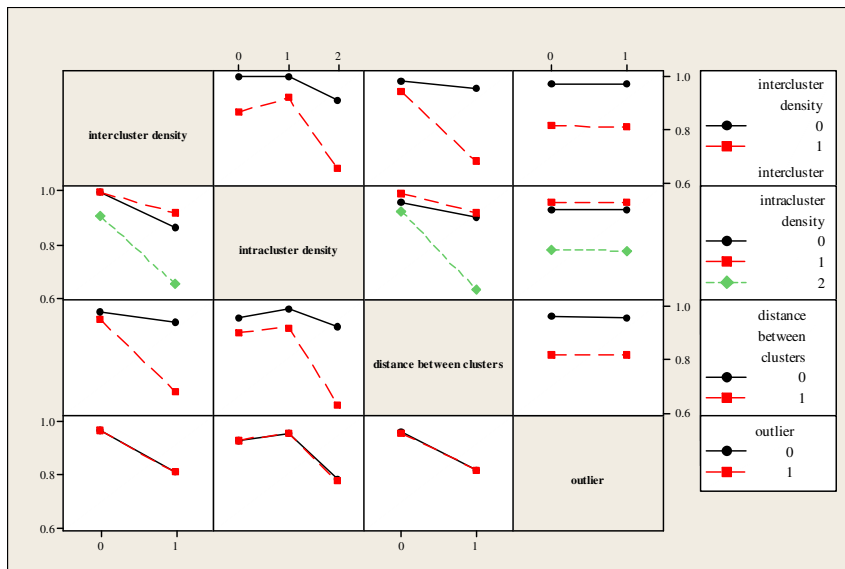 0 1 2 0 1
intercluster density
1.0
0.8
0.6
intercluster
density
0
1
intercluster
1.0
0.8
0.6
intracluster density
intracluster
density
0
1
2
distance between clusters
1.0
0.8
0.6
distance
between
clusters
0
1
1.0
0.8
0.6
outlier
outlier
0
1
0 1 0 1